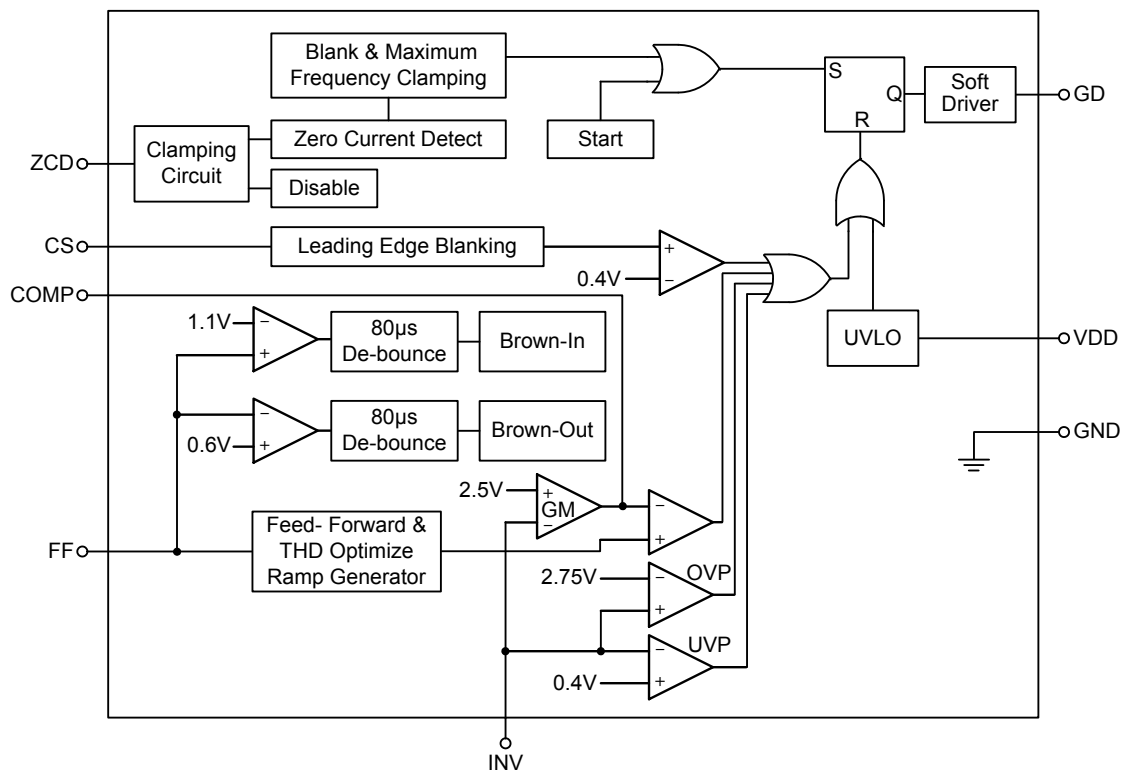 Blank & Maximum
Frequency Clamping
S
Q
R
Soft
Driver
GD
Start
Zero Current Detect
ZCD
Clamping
Circuit
Disable
CS
Leading Edge Blanking
+
0.4V
−
COMP
1.1V
−
+
80µs
De-bounce
Brown-In
UVLO
VDD
−
0.6V
+
80µs
De-bounce
Brown-Out
GND
2.5V
+
GM
−
−
+
FF
Feed- Forward &
THD Optimize
Ramp Generator
2.75V
−
OVP
+
−
UVP
0.4V
+
INV